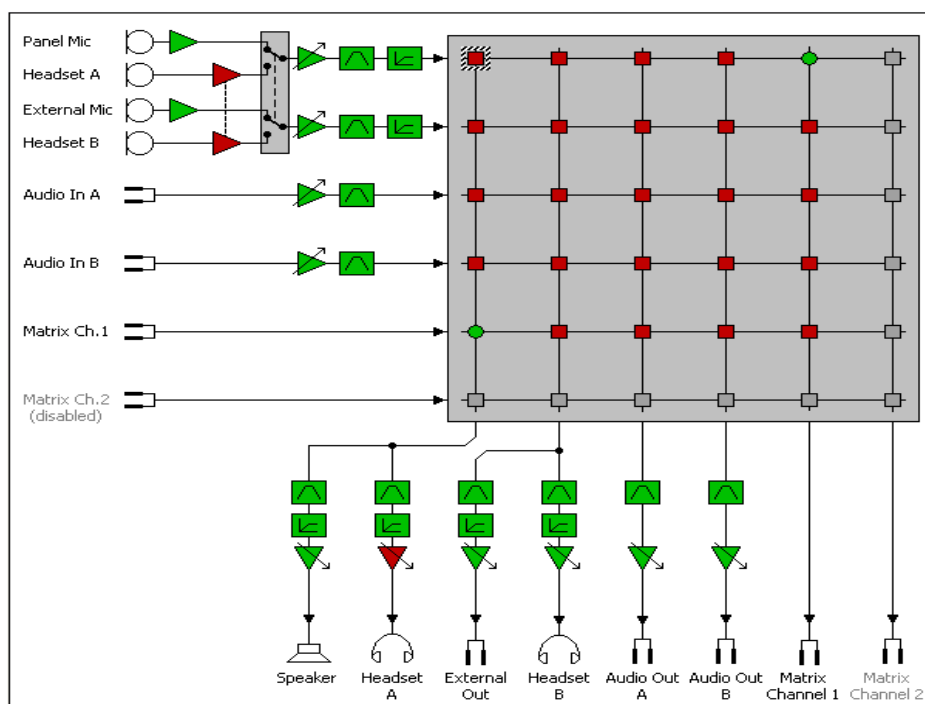 Panel Mic
Headset A
External Mic
Headset B
Audio In A
Audio In B
Matrix Ch.1
Matrix Ch.2
(disabled)
Speaker
Headset
A
External
Out
Headset
B
Audio Out
A
Audio Out
B
Matrix
Channel 1
Matrix
Channel 2